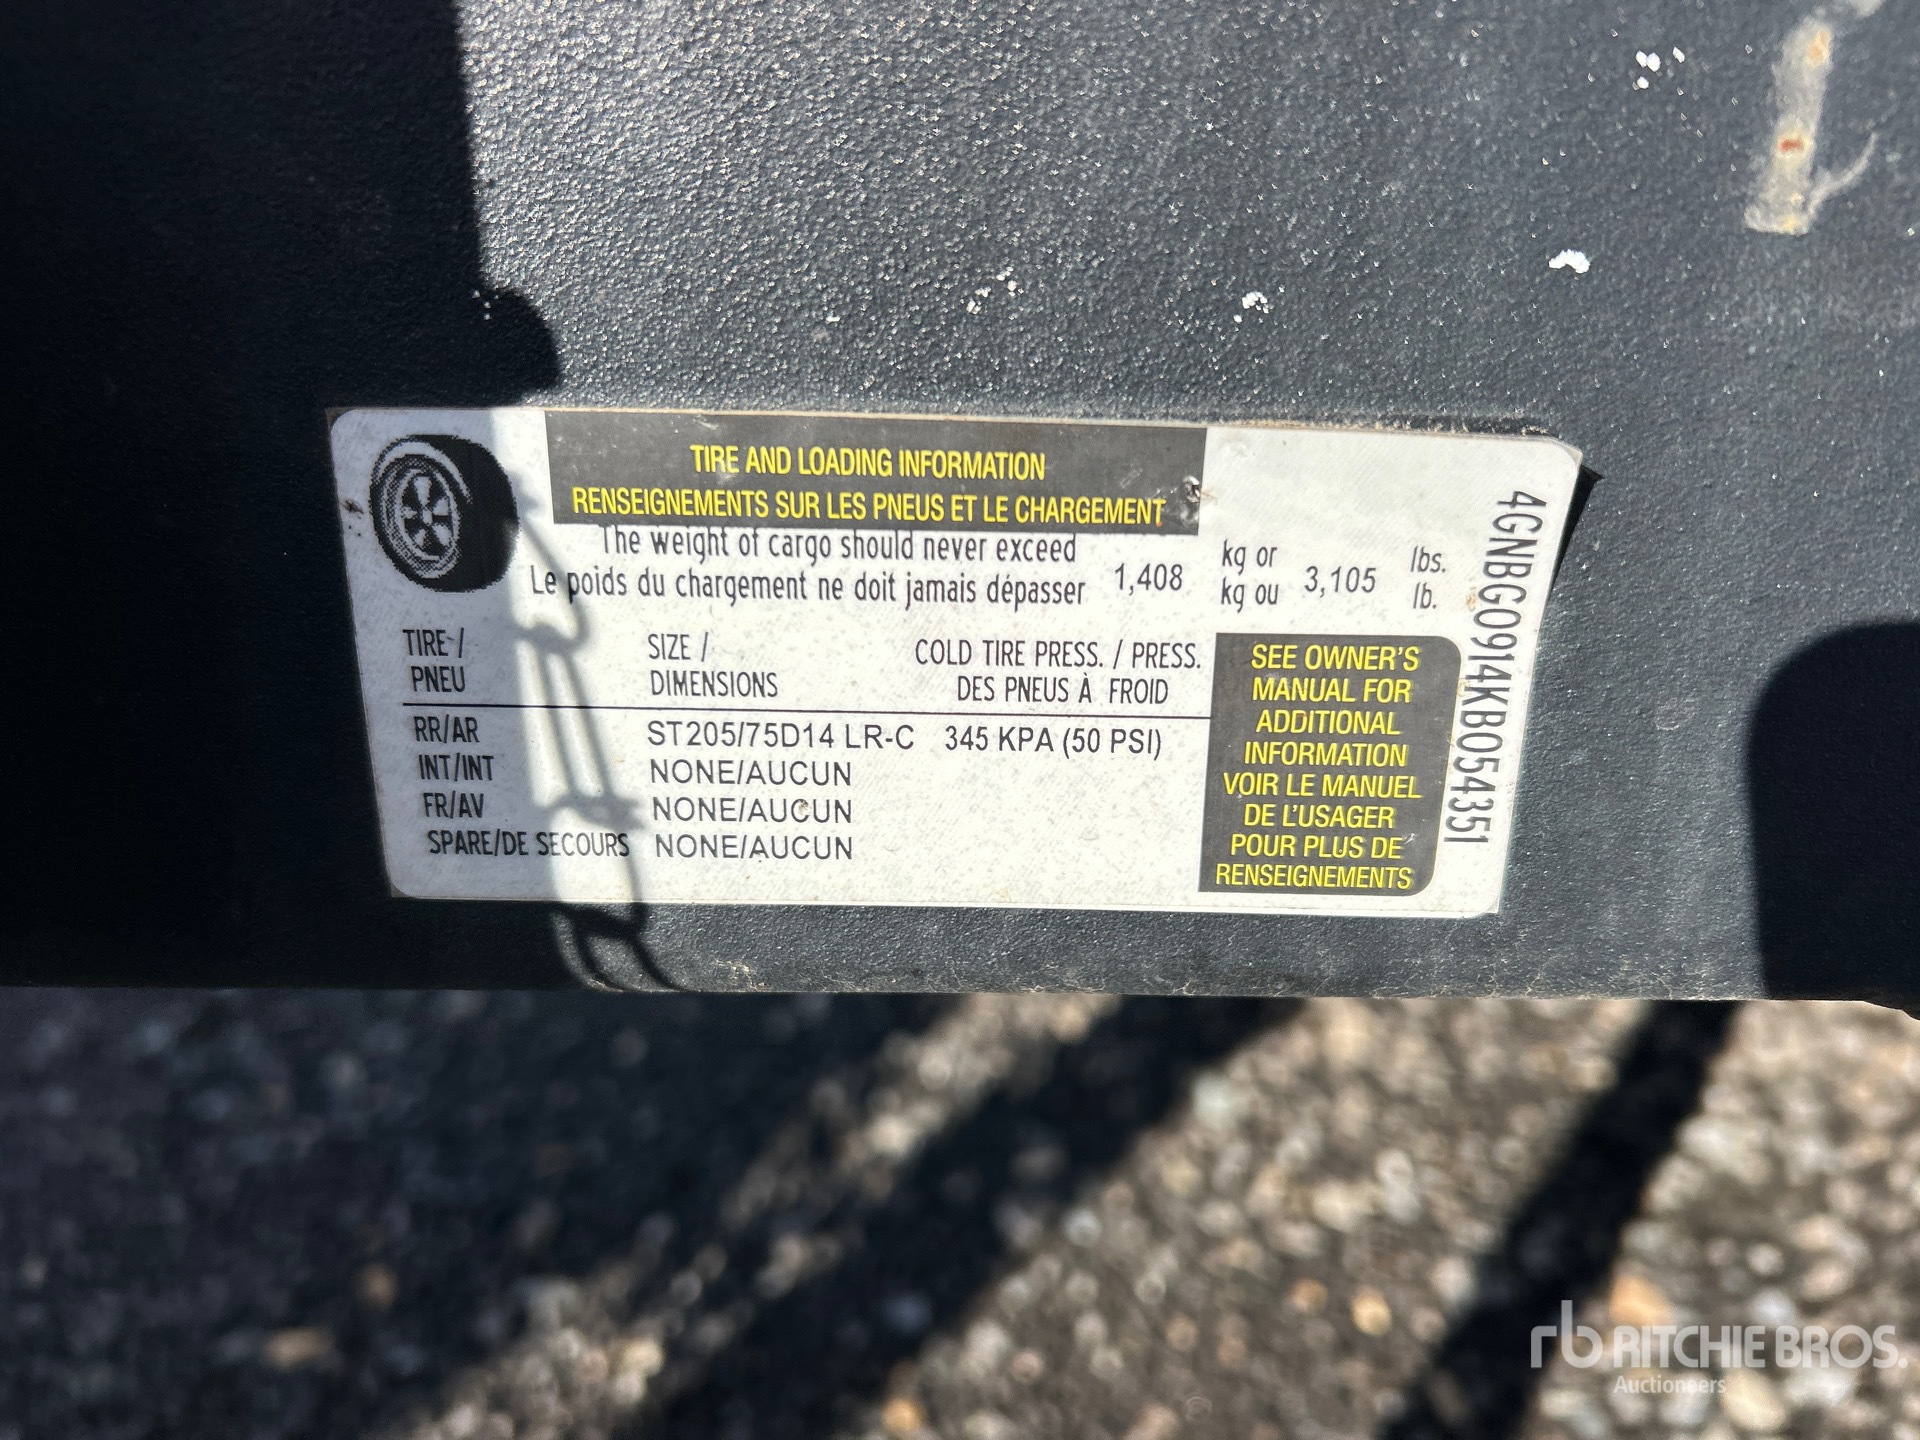 TIRE AND LOADING INFORMATION
RENSEIGNEMENTS SUR LES PNEUS ET LE CHARGEMENT
The weight of cargo should never exceed
Le poids du chargement ne doit jamais dépasser
1,408
kg or
kg ou
3,105
lbs.
lb.
TIRE / PNEU
SIZE / DIMENSIONS
COLD TIRE PRESS. / PRESS. DES PNEUS À FROID
RR/AR ST205/75D14 LR-C 345 KPA (50 PSI)
INT/INT NONE/AUCUN
FR/AV NONE/AUCUN
SPARE/DE SECOURS NONE/AUCUN
SEE OWNER'S
MANUAL FOR
ADDITIONAL
INFORMATION
VOIR LE MANUEL
DE L'USAGER
POUR PLUS DE
RENSEIGNEMENTS
4GNBG0914KB054351
rb RITCHIE BROS.
Auctioneers